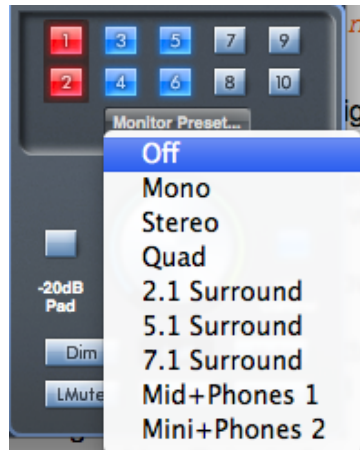 1 3 5 7 9
2 4 6 8 10
Monitor Preset...
Off
Mono
Stereo
Quad
2.1 Surround
5.1 Surround
7.1 Surround
Mid+Phones 1
Mini+Phones 2
-20dB
Pad
Dim
LMute
ig